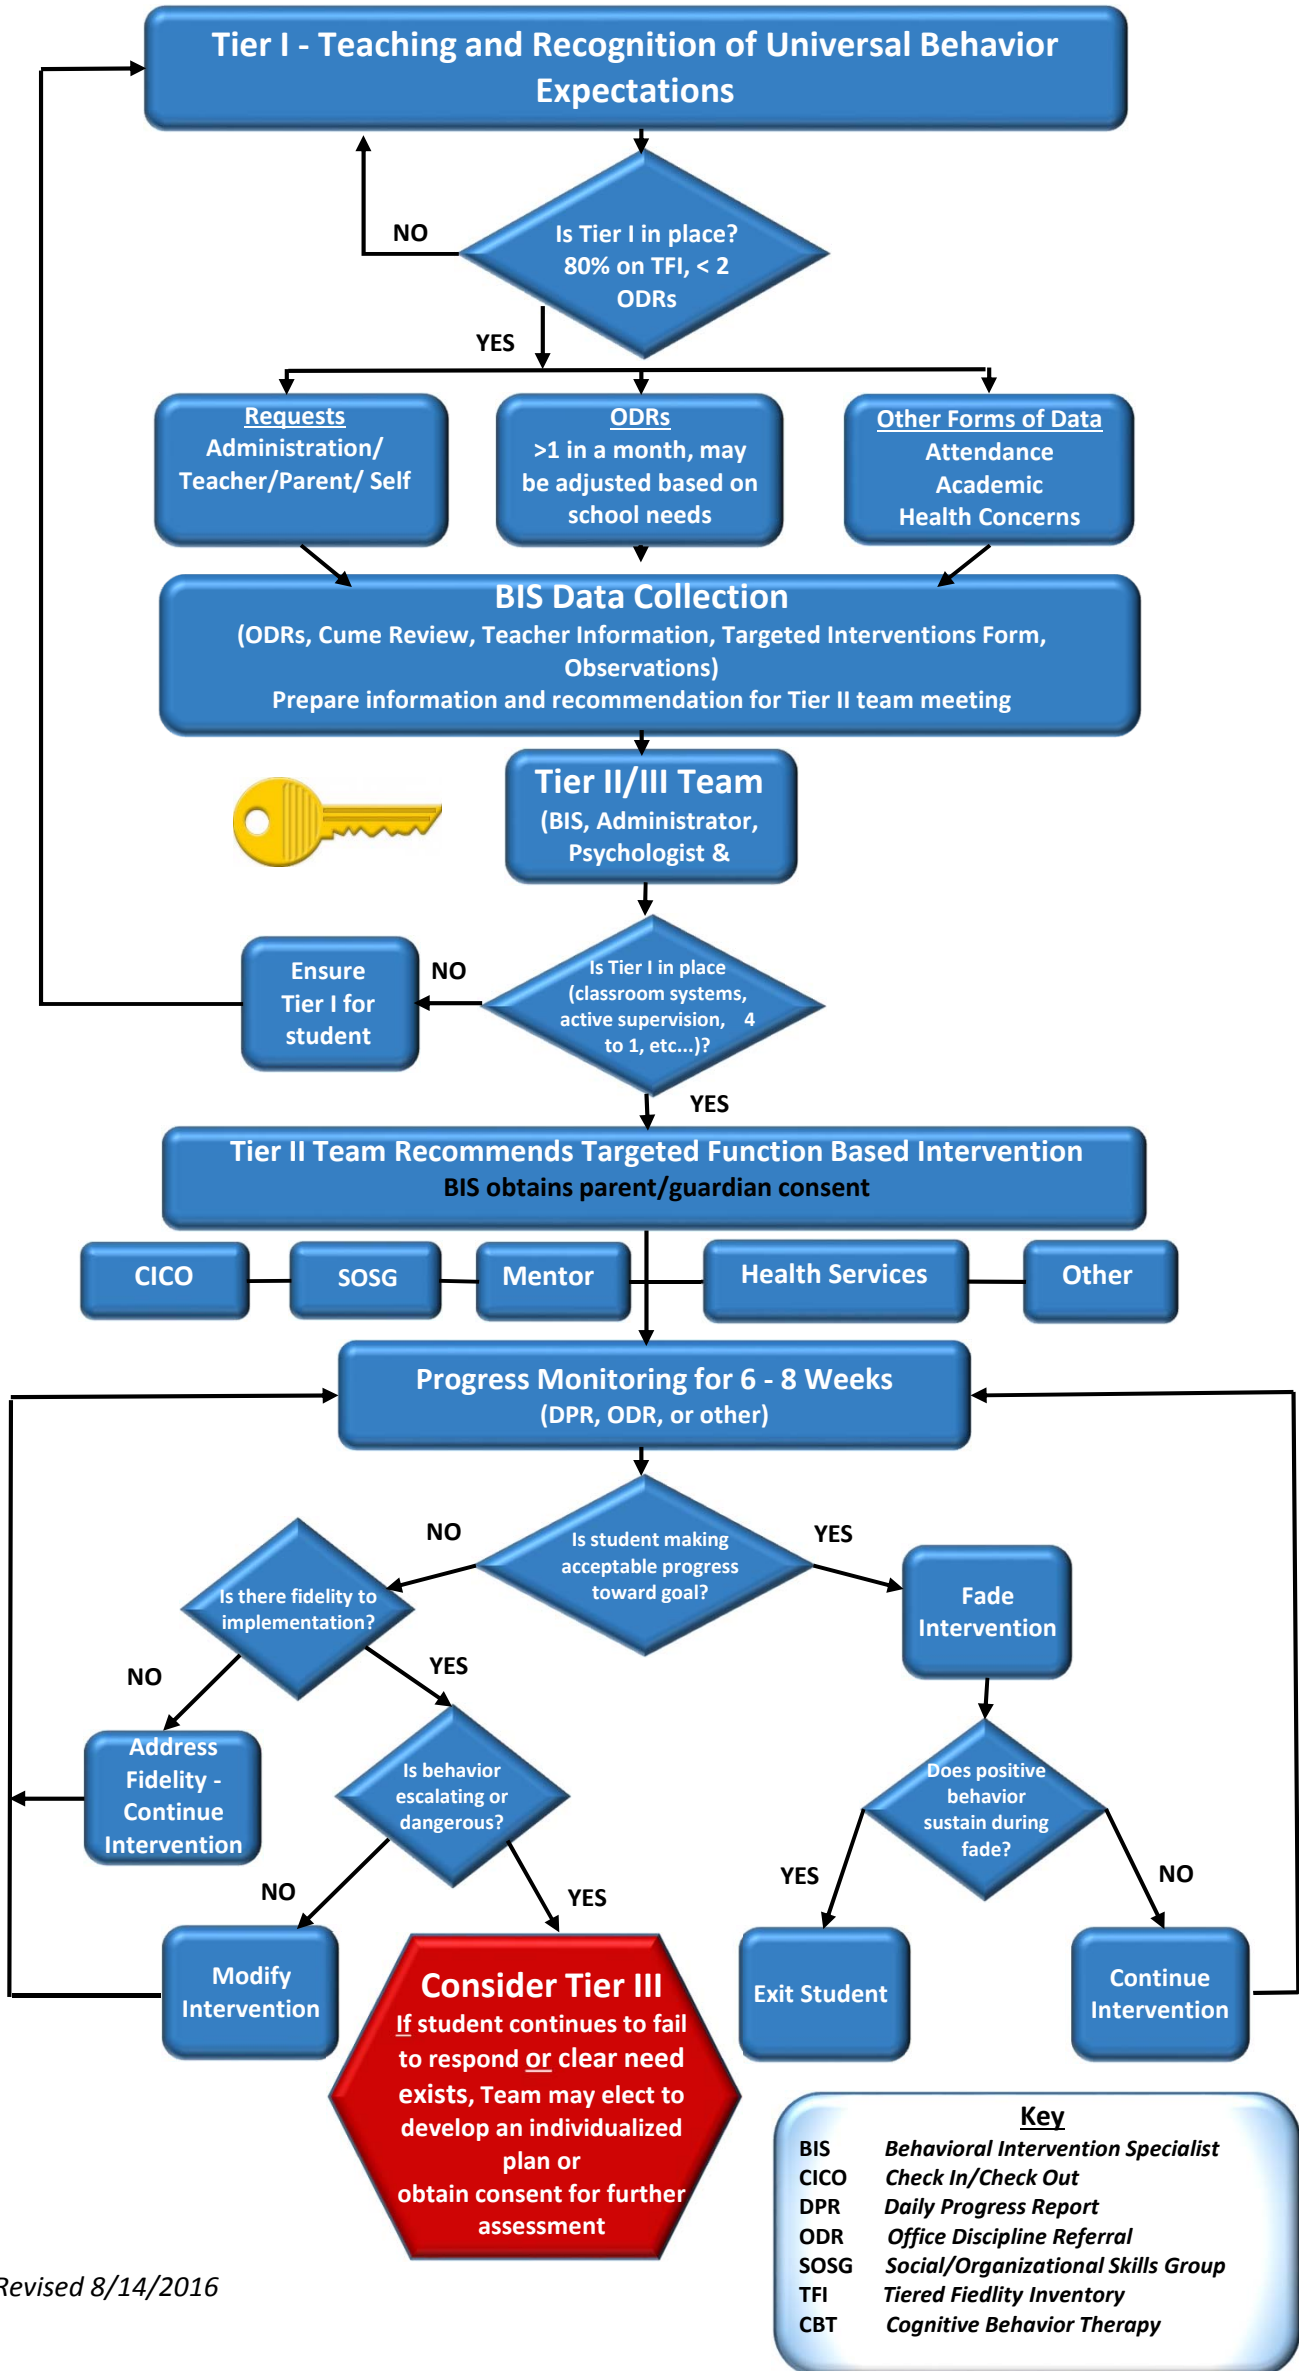 Tier I - Teaching and Recognition of Universal Behavior
Expectations
NO
Is Tier I in place?
80% on TFI, < 2
ODRs
YES
Requests
Administration/
Teacher/Parent/ Self
ODRs
>1 in a month, may
be adjusted based on
school needs
Other Forms of Data
Attendance
Academic
Health Concerns
BIS Data Collection
(ODRs, Cume Review, Teacher Information, Targeted Interventions Form,
Observations)
Prepare information and recommendation for Tier II team meeting
Tier II/III Team
(BIS, Administrator,
Psychologist &
Is Tier I in place
(classroom systems,
active supervision, 4
to 1, etc...)?
NO
Ensure
Tier I for
student
YES
Tier II Team Recommends Targeted Function Based Intervention
BIS obtains parent/guardian consent
CICO
SOSG
Mentor
Health Services
Other
Progress Monitoring for 6 - 8 Weeks
(DPR, ODR, or other)
Is student making
acceptable progress
toward goal?
NO
YES
Is there fidelity to
implementation?
Fade
Intervention
NO
YES
Address
Fidelity -
Continue
Intervention
Is behavior
escalating or
dangerous?
Does positive
behavior
sustain during
fade?
NO
YES
YES
NO
Modify
Intervention
Consider Tier III
If student continues to fail
to respond or clear need
exists, Team may elect to
develop an individualized
plan or
obtain consent for further
assessment
Exit Student
Continue
Intervention
Key
BIS Behavioral Intervention Specialist
CICO Check In/Check Out
DPR Daily Progress Report
ODR Office Discipline Referral
SOSG Social/Organizational Skills Group
TFI Tiered Fiedlity Inventory
CBT Cognitive Behavior Therapy
Revised 8/14/2016